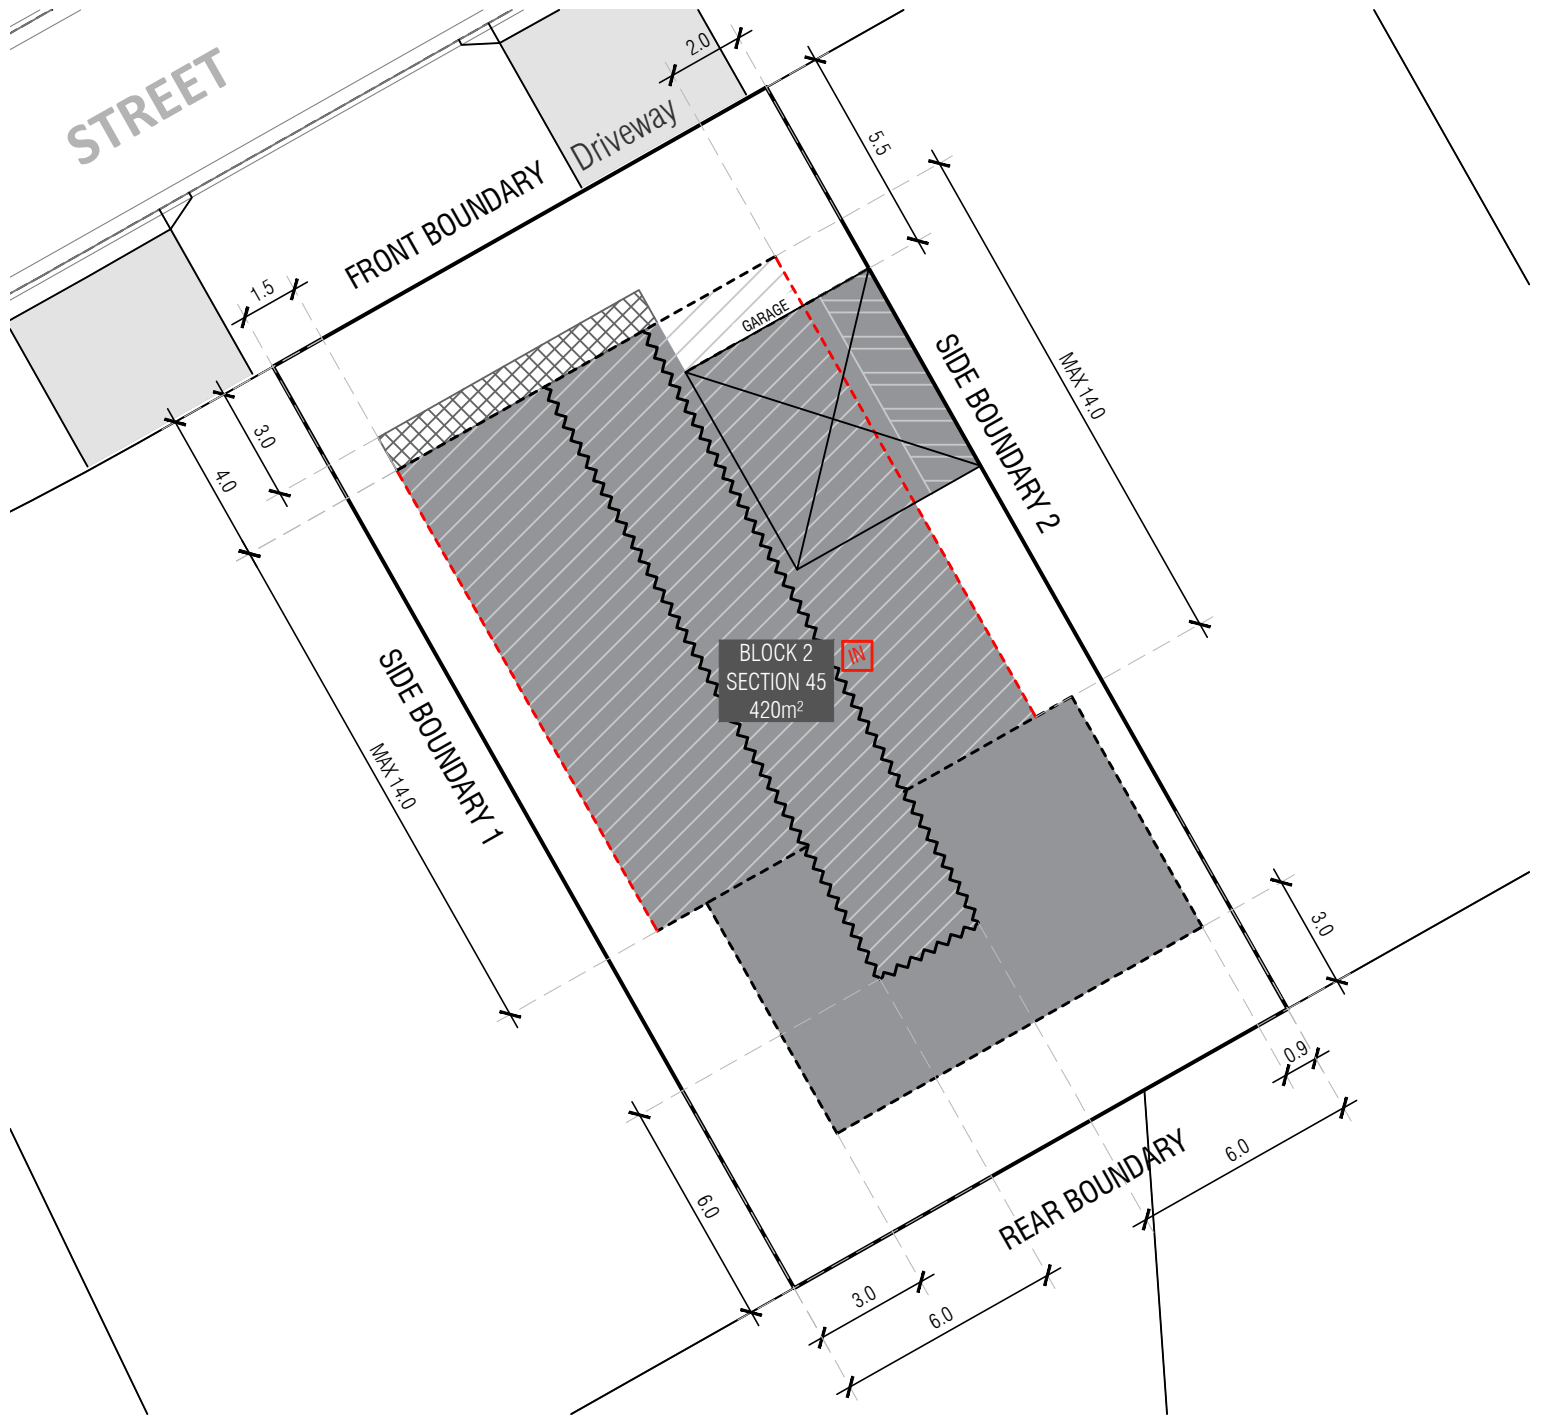 STREET
2.0
Driveway
5.5
FRONT BOUNDARY
1.5
GARAGE
SIDE BOUNDARY 2
MAX 14.0
3.0
4.0
BLOCK 2
SECTION 45
420m²
IN
SIDE BOUNDARY 1
MAX 14.0
3.0
0.9
6.0
REAR BOUNDARY
6.0
3.0
6.0